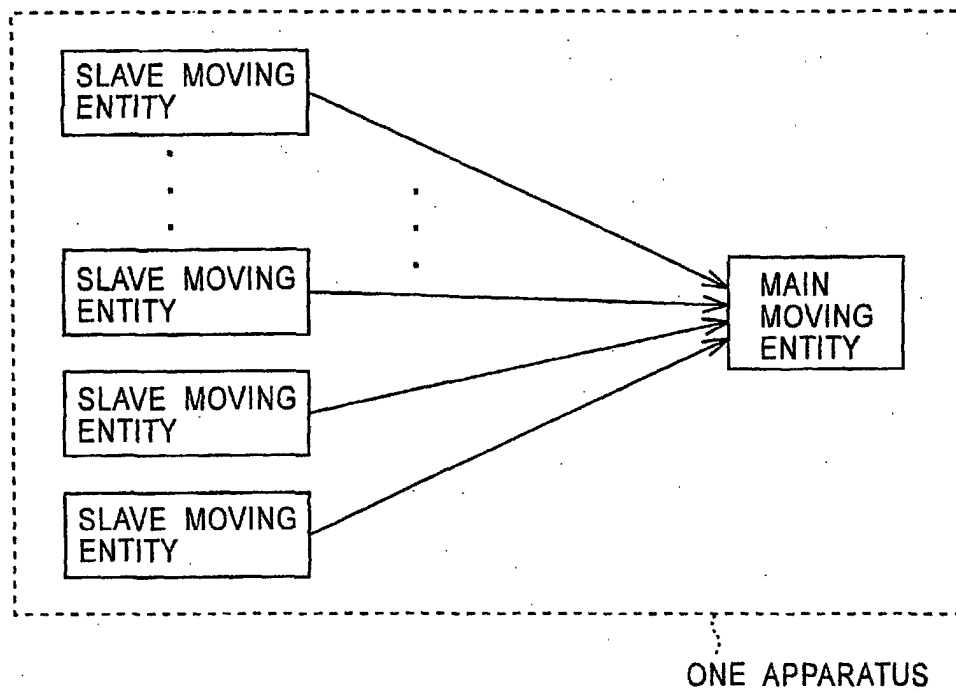 SLAVE MOVING
ENTITY
SLAVE MOVING
ENTITY
SLAVE MOVING
ENTITY
SLAVE MOVING
ENTITY
MAIN
MOVING
ENTITY
ONE APPARATUS